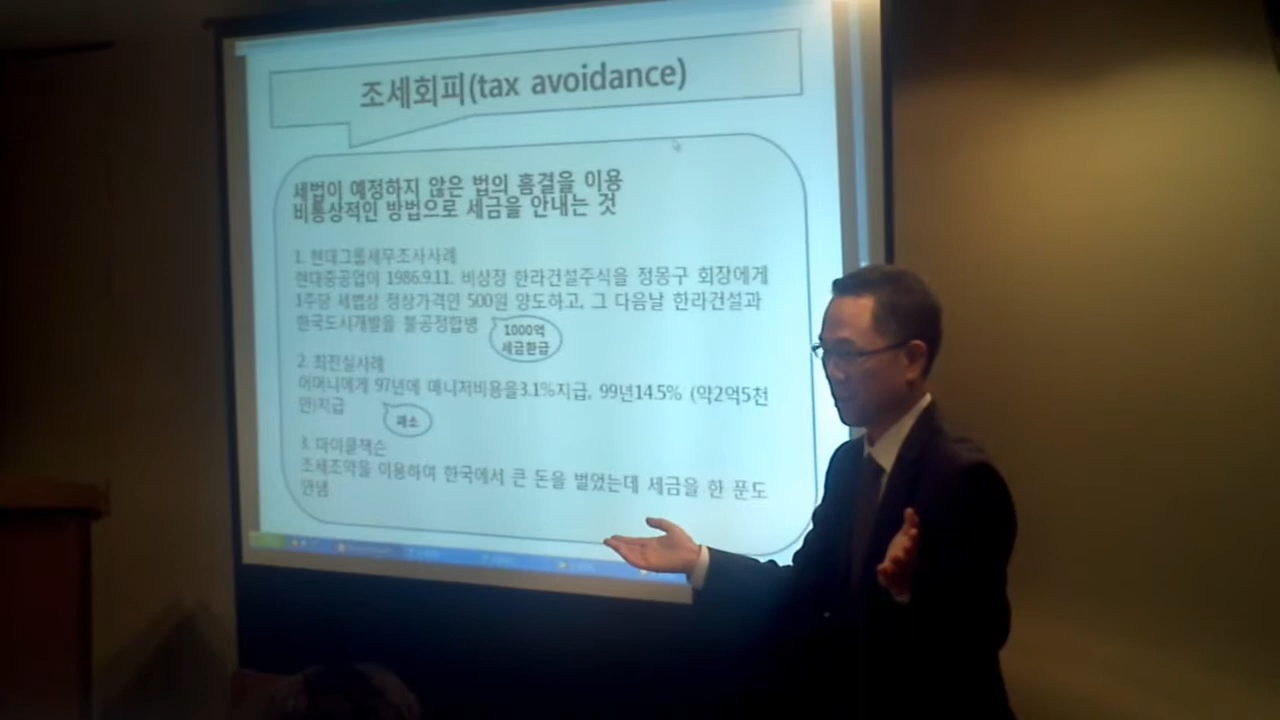 조세회피(tax avoidance)
세법이 예정하지 않은 법의 흠결을 이용
비통상적인 방법으로 세금을 안내는 것
1. 현대그룹세무조사사례
현대중공업이 1986.9.11. 비상장 한라건설주식을 정몽구 회장에게
1주당 세법상 정상가격인 500원 양도하고, 그 다음날 한라건설과
한국도시개발을 불공정합병
1000억
세금환급
2. 최진실사례
어머니에게 97년에 매니저비용을3.1%지급, 99년14.5% (약2억5천
만)지급
패소
3. 마이클잭슨
조세조약을 이용하여 한국에서 큰 돈을 벌었는데 세금을 한 푼도
안냄